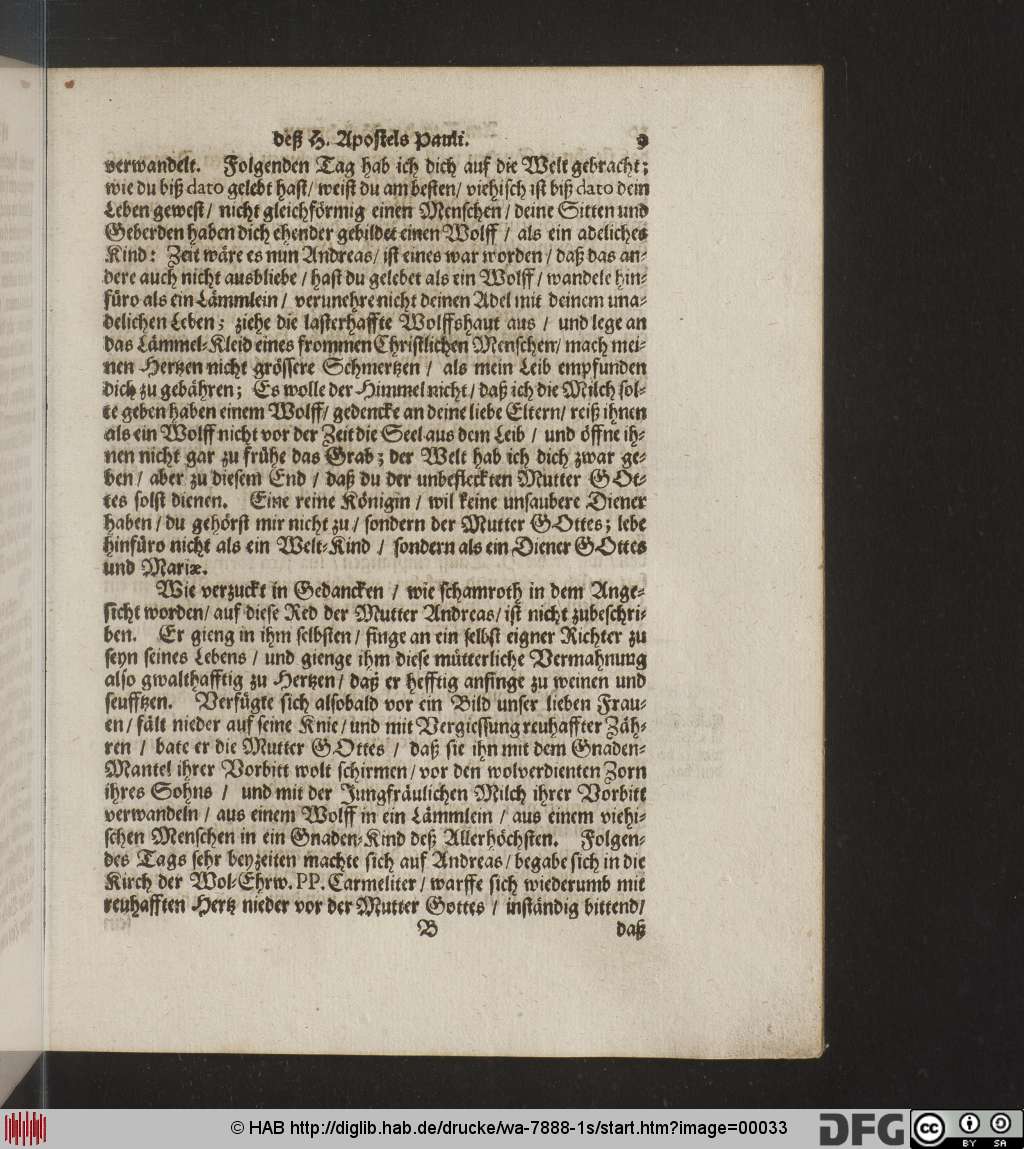 deß H. Apostels Pauli. 9
verwandelt. Folgenden Tag hab ich dich auf die Welt gebracht;
wie du biß dato gelebt hast/ weist du am besten/ viehisch ist biß dato dein
Leben gewest/ nicht gleichförmig einen Menschen/ deine Sitten und
Geberden haben dich ehender gebildet einen Wolff/ als ein adeliches
Kind: Zeit wäre es nun Andreas/ ist eines war worden/ daß das an-
dere auch nicht ausbliebe/ hast du gelebet als ein Wolff/ wandele hin-
füro als ein Lämmlein/ verunehre nicht deinen Adel mit deinem una-
delichen Leben; ziehe die lasterhaffte Wolffshaut aus/ und lege an
das Lämmel-Kleid eines frommen Christlichen Menschen/ mach mei-
nen Hertzen nicht grössere Schmertzen/ als mein Leib empfunden
dich zu gebähren; Es wolle der Himmel nicht/ daß ich die Milch sol-
te geben haben einem Wolff/ gedencke an deine liebe Eltern/ reiß ihnen
als ein Wolff nicht vor der Zeit die Seel aus dem Leib/ und öffne ih-
nen nicht gar zu frühe das Grab; der Welt hab ich dich zwar ge-
ben/ aber zu diesem End/ daß du der unbefleckten Mutter GOt-
tes solst dienen. Eine reine Königin/ wil keine unsaubere Diener
haben/ du gehörst mir nicht zu/ sondern der Mutter GOttes; lebe
hinfüro nicht als ein Welt-Kind/ sondern als ein Diener GOttes
und Mariæ.
Wie verzuckt in Gedancken/ wie schamroth in dem Ange-
sicht worden/ auf diese Red der Mutter Andreas/ ist nicht zubeschri-
ben. Er gieng in ihm selbsten/ finge an ein selbst eigner Richter zu
seyn seines Lebens/ und gienge ihm diese mütterliche Vermahnung
also gwalthafftig zu Hertzen/ daß er hefftig anfinge zu weinen und
seufftzen. Verfügte sich alsobald vor ein Bild unser lieben Frau-
en/ fält nieder auf seine Knie/ und mit Vergiessung reuhaffter Zäh-
ren/ bate er die Mutter GOttes/ daß sie ihn mit dem Gnaden-
Mantel ihrer Vorbitt wolt schirmen/ vor den wolverdienten Zorn
ihres Sohns/ und mit der Jungfräulichen Milch ihrer Vorbitt
verwandeln/ aus einem Wolff in ein Lämmlein/ aus einem viehi-
schen Menschen in ein Gnaden-Kind deß Allerhöchsten. Folgen-
des Tags sehr beyzeiten machte sich auf Andreas/ begabe sich in die
Kirch der Wol-Ehrw. PP. Carmeliter/ warffe sich wiederumb mit
reuhafften Hertz nieder vor der Mutter Gottes/ inständig bittend/
B daß
© HAB http://diglib.hab.de/drucke/wa-7888-1s/start.htm?image=00033
DFG cc BY SA